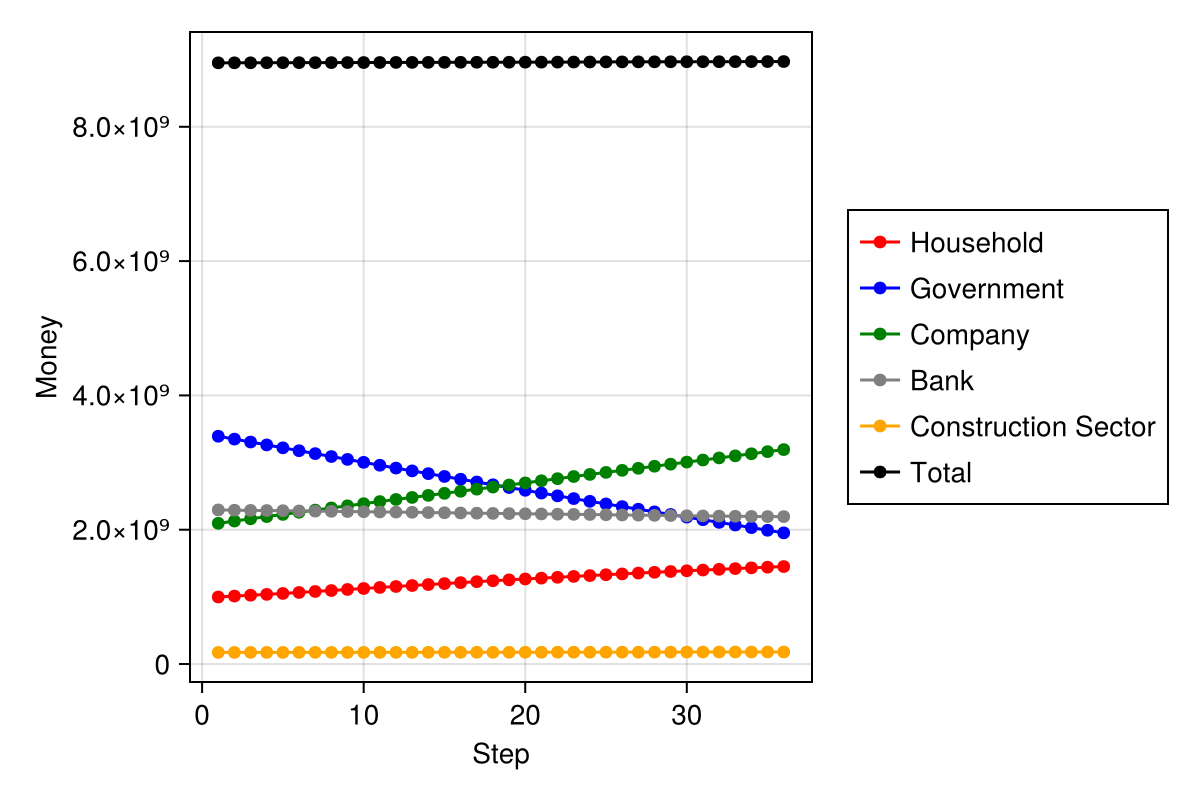 8.0×10⁹
6.0×10⁹
4.0×10⁹
2.0×10⁹
0
Money
0 10 20 30
Step
Household
Government
Company
Bank
Construction Sector
Total